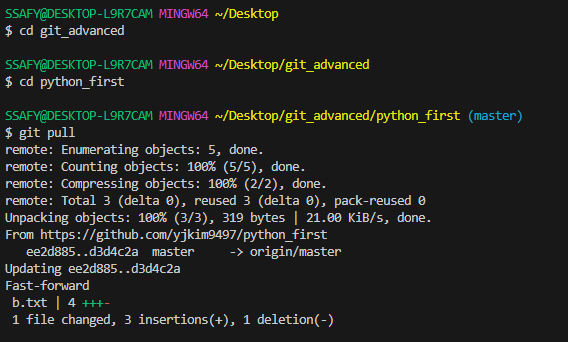 SSAFY@DESKTOP-L9R7CAM MINGW64 ~/Desktop
$ cd git_advanced
SSAFY@DESKTOP-L9R7CAM MINGW64 ~/Desktop/git_advanced
$ cd python_first
SSAFY@DESKTOP-L9R7CAM MINGW64 ~/Desktop/git_advanced/python_first (master)
$ git pull
remote: Enumerating objects: 5, done.
remote: Counting objects: 100% (5/5), done.
remote: Compressing objects: 100% (2/2), done.
remote: Total 3 (delta 0), reused 3 (delta 0), pack-reused 0
Unpacking objects: 100% (3/3), 319 bytes | 21.00 KiB/s, done.
From https://github.com/yjkim9497/python_first
   ee2d885..d3d4c2a  master     -> origin/master
Updating ee2d885..d3d4c2a
Fast-forward
 b.txt | 4 +++-
 1 file changed, 3 insertions(+), 1 deletion(-)